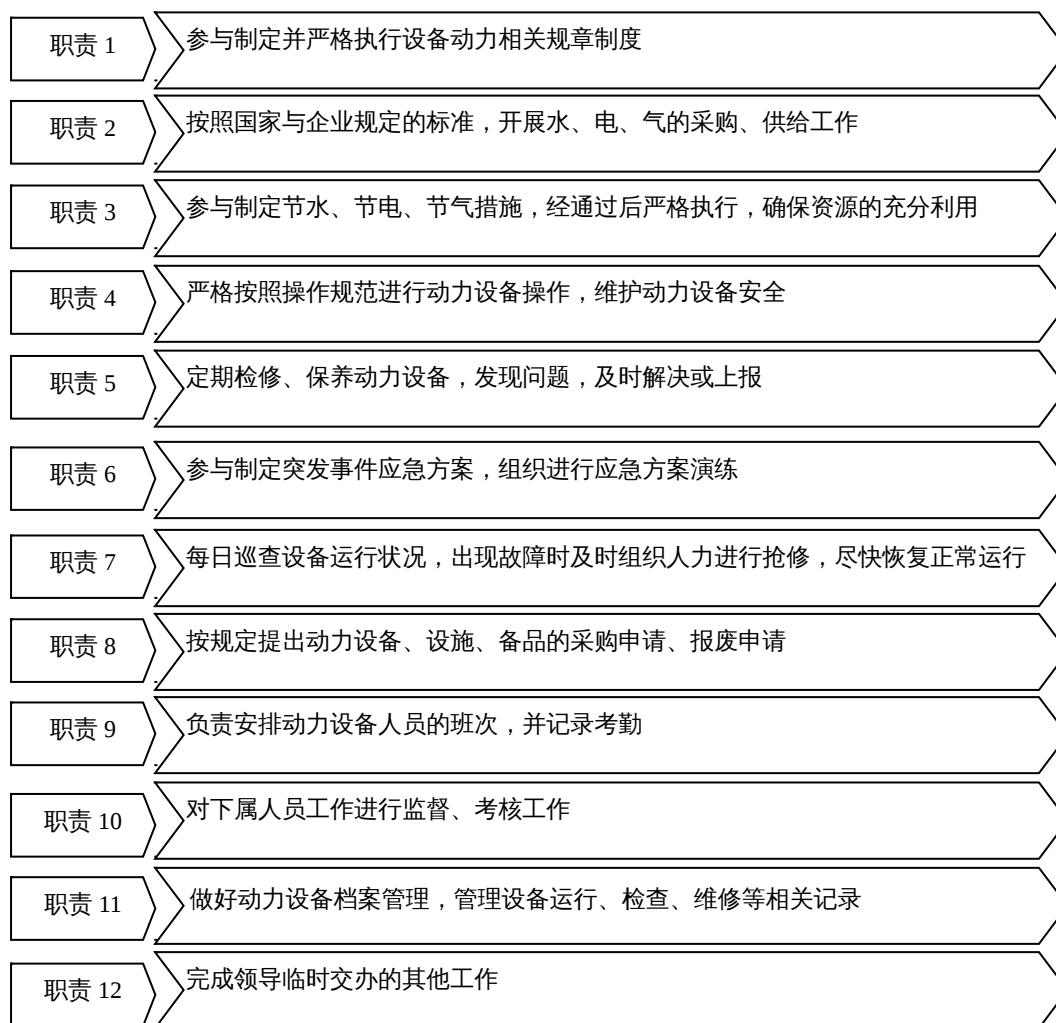 职责 1
参与制定并严格执行设备动力相关规章制度
职责 2
按照国家与企业规定的标准，开展水、电、气的采购、供给工作
职责 3
参与制定节水、节电、节气措施，经通过后严格执行，确保资源的充分利用
职责 4
严格按照操作规范进行动力设备操作，维护动力设备安全
职责 5
定期检修、保养动力设备，发现问题，及时解决或上报
职责 6
参与制定突发事件应急方案，组织进行应急方案演练
职责 7
每日巡查设备运行状况，出现故障时及时组织人力进行抢修，尽快恢复正常运行
职责 8
按规定提出动力设备、设施、备品的采购申请、报废申请
职责 9
负责安排动力设备人员的班次，并记录考勤
职责 10
对下属人员工作进行监督、考核工作
职责 11
做好动力设备档案管理，管理设备运行、检查、维修等相关记录
职责 12
完成领导临时交办的其他工作